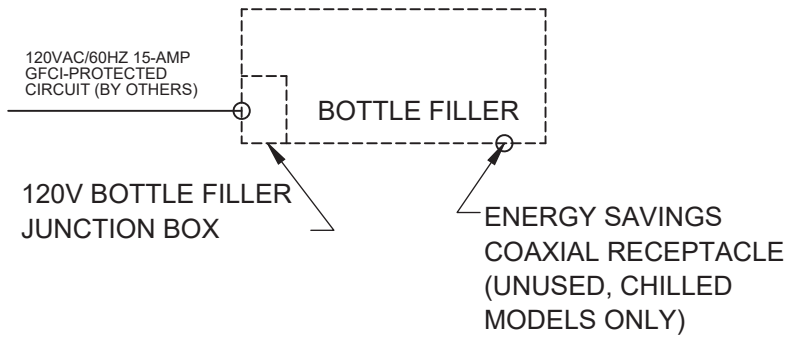 120VAC/60HZ 15-AMP
GFCI-PROTECTED
CIRCUIT (BY OTHERS)
BOTTLE FILLER
120V BOTTLE FILLER
JUNCTION BOX
ENERGY SAVINGS
COAXIAL RECEPTACLE
(UNUSED, CHILLED
MODELS ONLY)